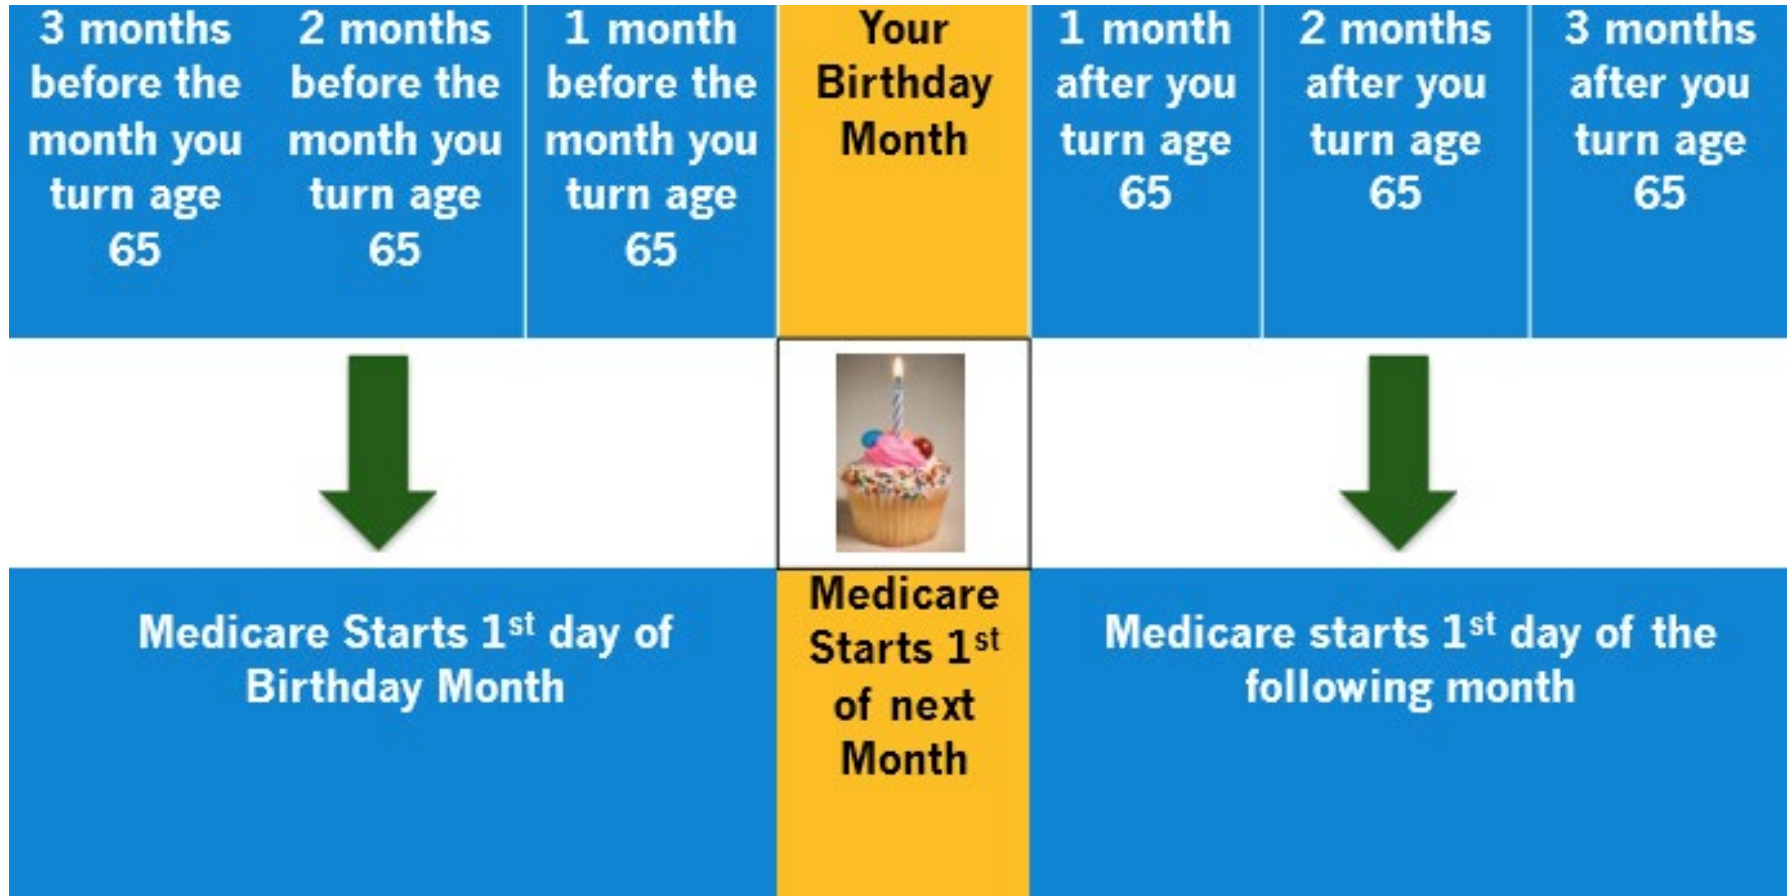 3 months
before the
month you
turn age
65
2 months
before the
month you
turn age
65
1 month
before the
month you
turn age
65
Your
Birthday
Month
1 month
after you
turn age
65
2 months
after you
turn age
65
3 months
after you
turn age
65
Medicare Starts 1st day of
Birthday Month
Medicare
Starts 1st
of next
Month
Medicare starts 1st day of the
following month